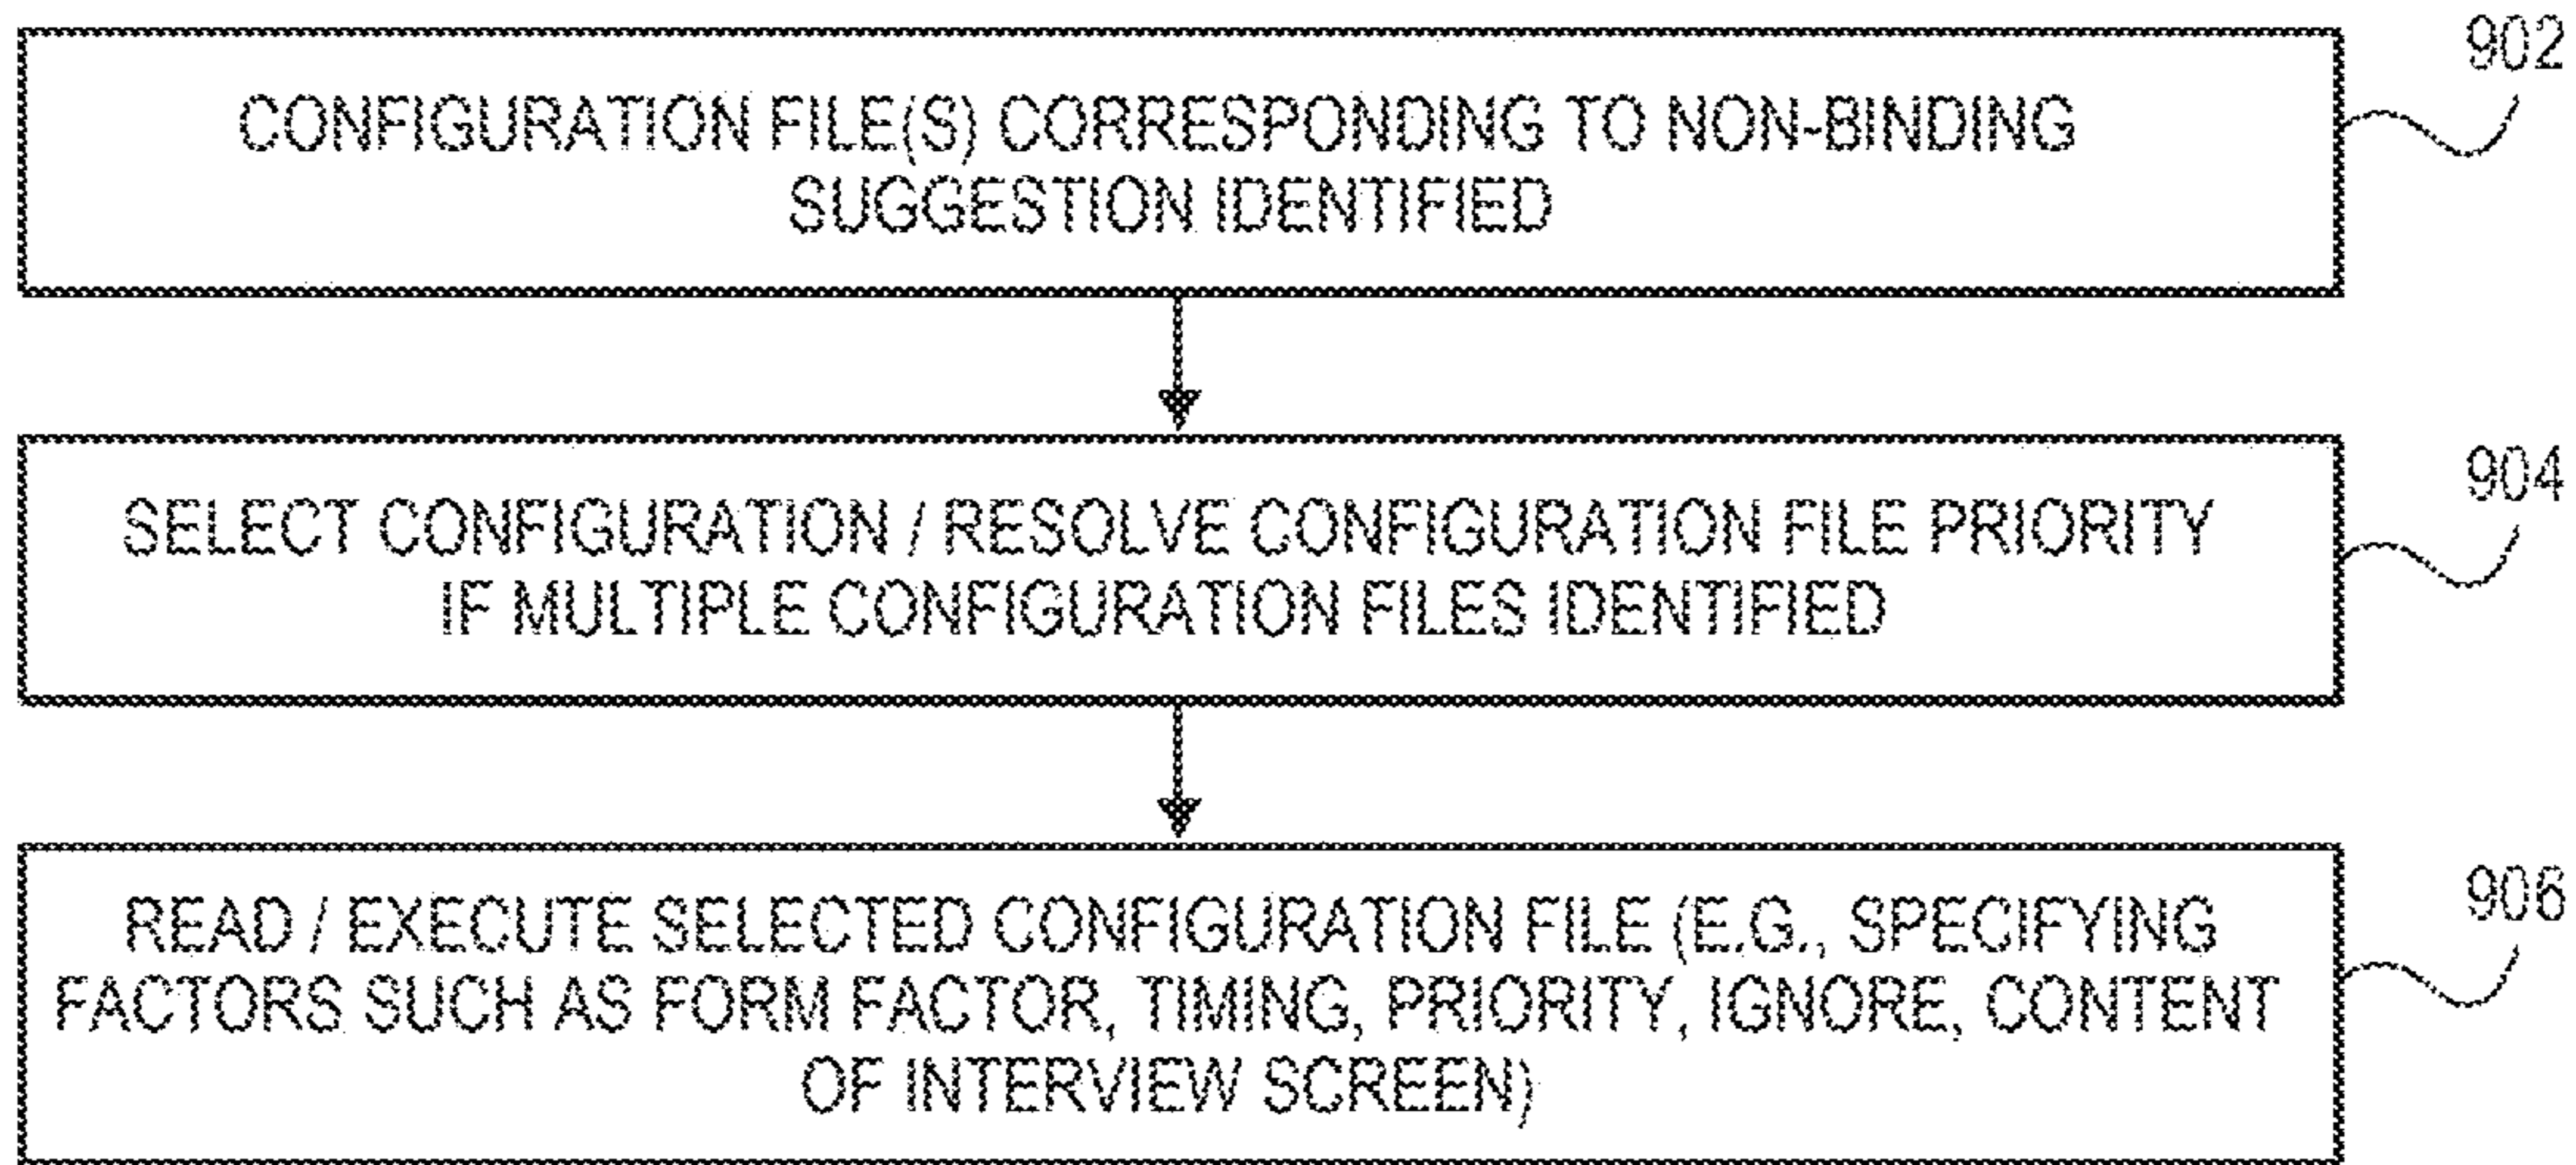 902
CONFIGURATION FILE(S) CORRESPONDING TO NON-BINDING
SUGGESTION IDENTIFIED
904
SELECT CONFIGURATION / RESOLVE CONFIGURATION FILE PRIORITY
IF MULTIPLE CONFIGURATION FILES IDENTIFIED
906
READ / EXECUTE SELECTED CONFIGURATION FILE (E.G., SPECIFYING
FACTORS SUCH AS FORM FACTOR, TIMING, PRIORITY, IGNORE, CONTENT
OF INTERVIEW SCREEN)